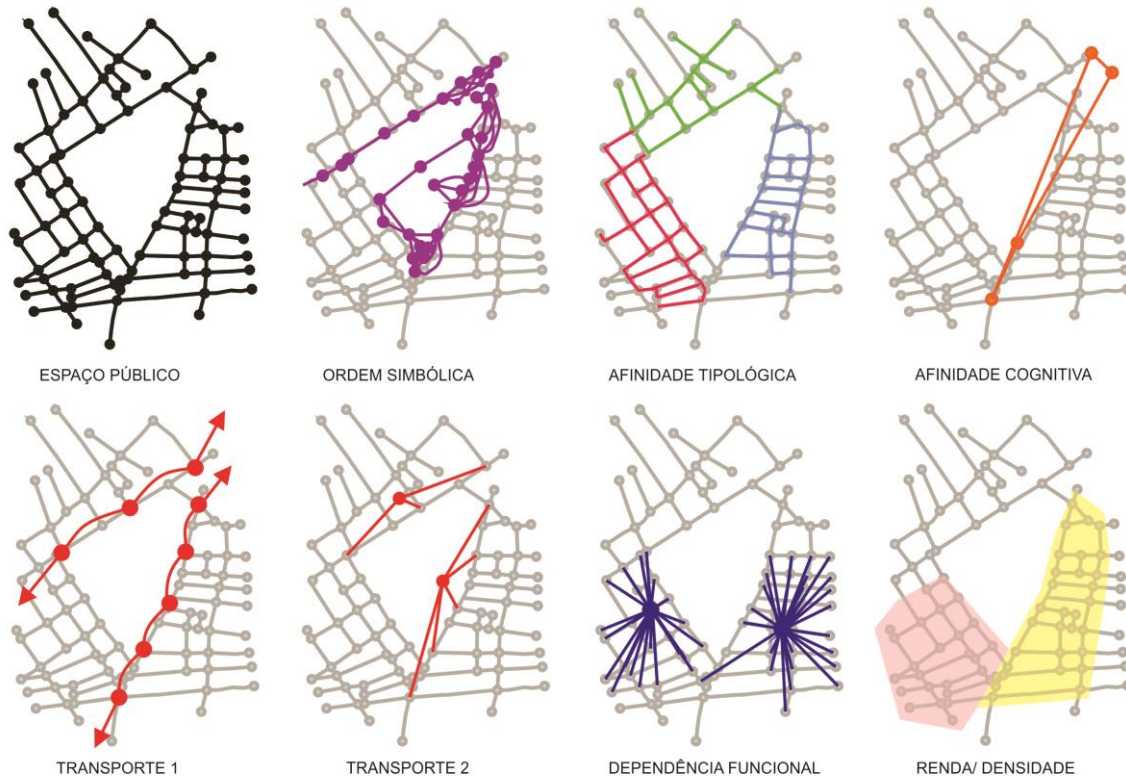 ESPAÇO PÚBLICO
ORDEM SIMBÓLICA
AFINIDADE TIPOLÓGICA
AFINIDADE COGNITIVA
TRANSPORTE 1
TRANSPORTE 2
DEPENDÊNCIA FUNCIONAL
RENDA/ DENSIDADE